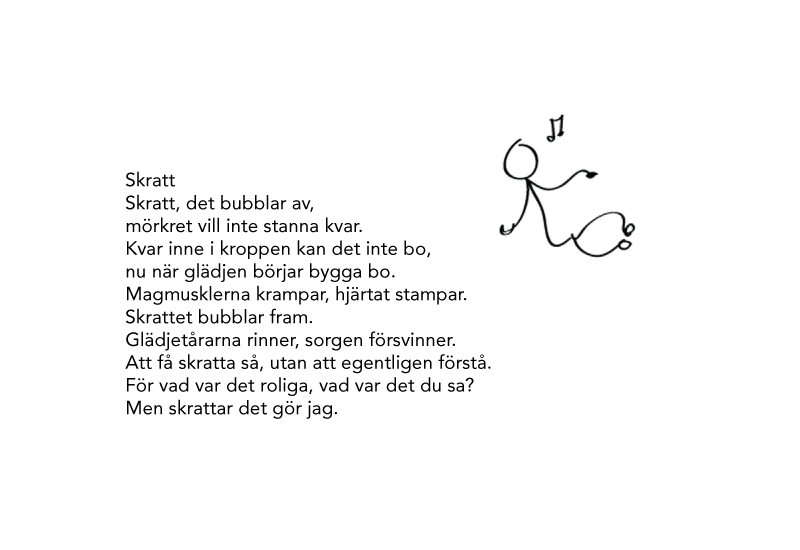 Skratt
Skratt, det bubblar av,
mörkret vill inte stanna kvar.
Kvar inne i kroppen kan det inte bo,
nu när glädjen börjar bygga bo.
Magmusklerna krampar, hjärtat stampar.
Skrattet bubblar fram.
Glädjetårarna rinner, sorgen försvinner.
Att få skratta så, utan att egentligen förstå.
För vad var det roliga, vad var det du sa?
Men skrattar det gör jag.